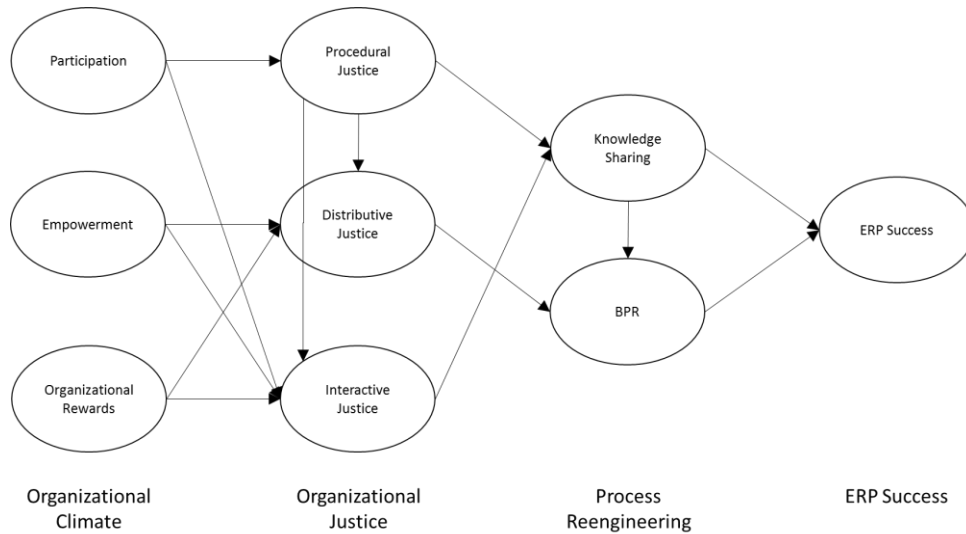 Participation
Procedural
Justice
Knowledge
Sharing
Empowerment
Distributive
Justice
ERP Success
BPR
Organizational
Rewards
Interactive
Justice
Organizational
Climate
Organizational
Justice
Process
Reengineering
ERP Success